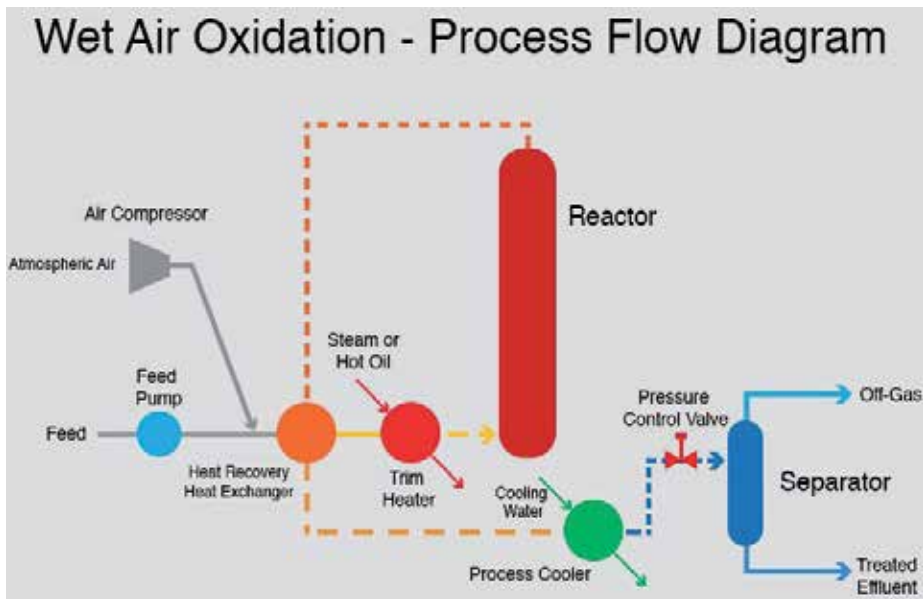 Wet Air Oxidation - Process Flow Diagram
Air Compressor
Atmospheric Air
Reactor
Steam or
Hot Oil
Feed
Pump
Feed
Heat Recovery
Heat Exchanger
Trim
Heater
Pressure
Control Valve
Off-Gas
Cooling
Water
Separator
Process Cooler
Treated
Effluent